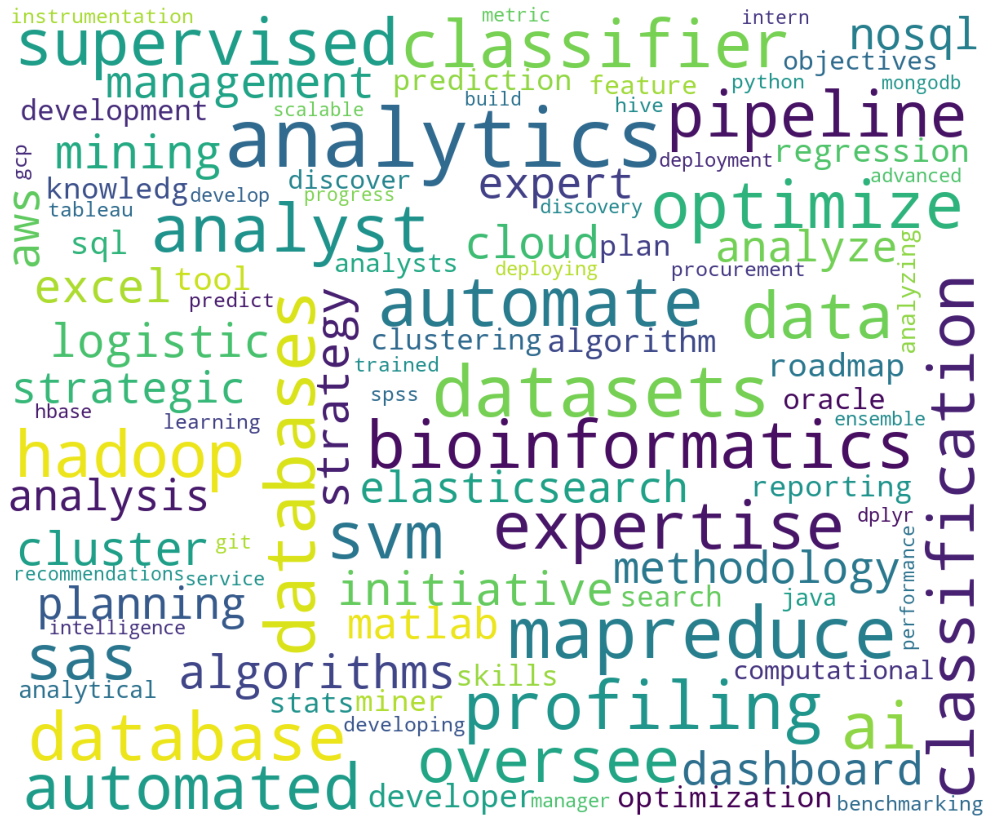 instrumentation
metric
intern
supervised
classifier
nosql
management
prediction
feature
objectives
python
mongodb
development
scalable
build
hive
analytics
pipeline
gcp
mining
deployment
regression
knowledg
develop
discover
progress
expert
advanced
aws
tableau
analyst
discovery
optimize
sql
analysts
cloud
plan
analyze
analyzing
excel
tool
predict
deploying
procurement
databases
strategy
automate
data
classification
logistic
clustering
algorithm
trained
roadmap
strategic
spss
datasets
oracle
hbase
learning
ensemble
hadoop
bioinformatics
analysis
elasticsearch
reporting
svm
expertise
dplyr
cluster
git
methodology
performance
recommendations
service
initiative
search
java
planning
intelligence
matlab
mapreduce
sas
algorithms
skills
computational
analytical
stats
miner
profiling
ai
database
developing
oversee
dashboard
automated
developer
manager
optimization
benchmarking